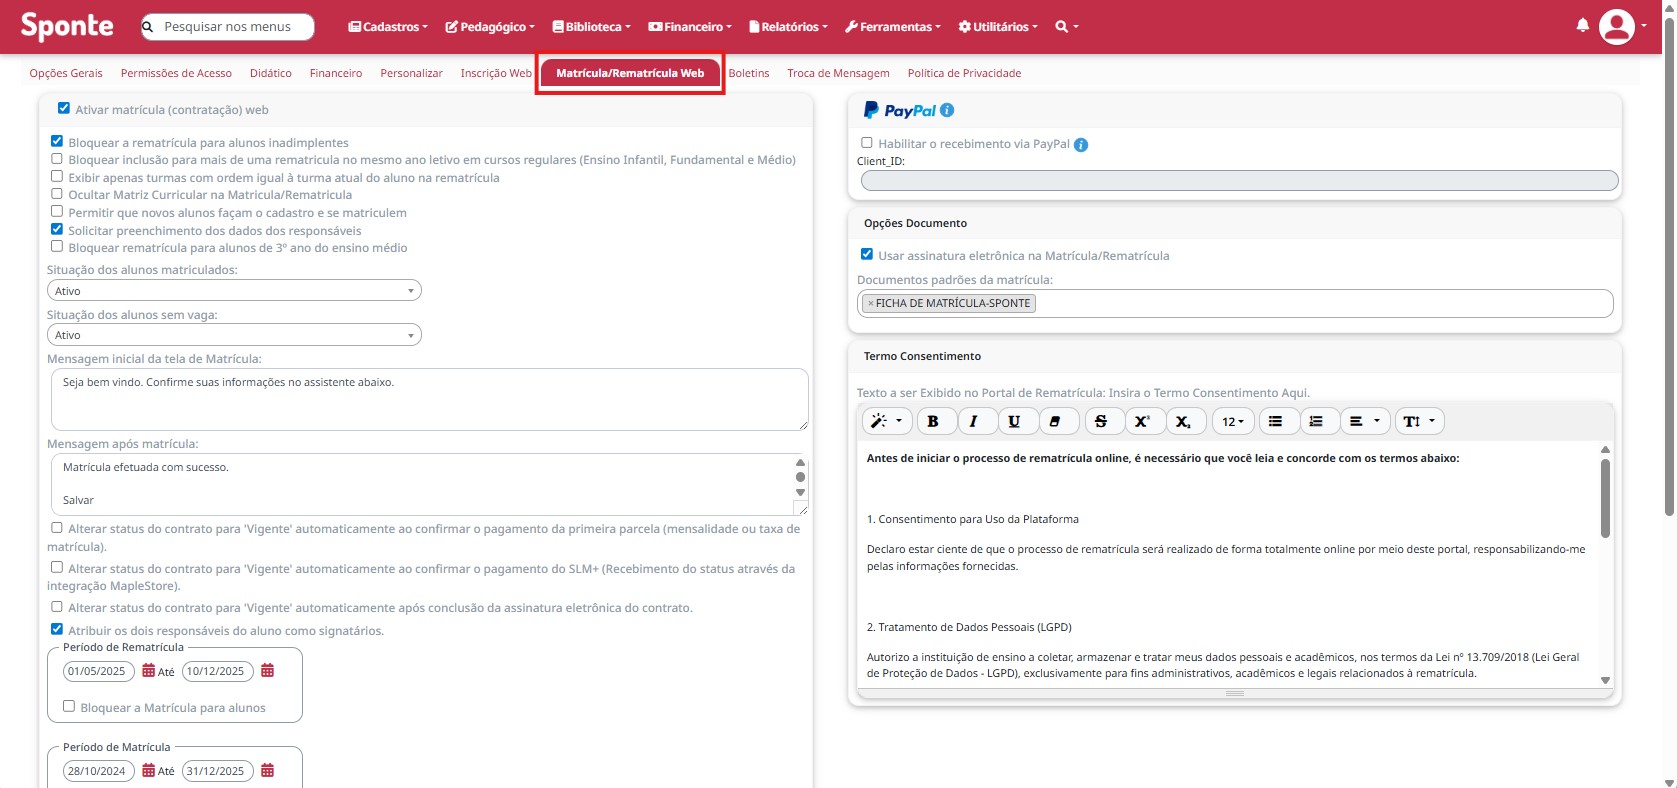 Sponte
Pesquisar nos menus
Cadastros
Pedagógico
Biblioteca
Financeiro
Relatórios
Ferramentas
Utilitários
Opções Gerais
Permissões de Acesso
Didático
Financeiro
Personalizar
Inscrição Web
Matrícula/Rematrícula Web
Boletins
Troca de Mensagem
Política de Privacidade
Ativar matrícula (contratação) web
Bloquear a rematrícula para alunos inadimplentes
Bloquear inclusão para mais de uma rematricula no mesmo ano letivo em cursos regulares (Ensino Infantil, Fundamental e Médio)
Exibir apenas turmas com ordem igual à turma atual do aluno na rematrícula
Ocultar Matriz Curricular na Matricula/Rematricula
Permitir que novos alunos façam o cadastro e se matriculem
Solicitar preenchimento dos dados dos responsáveis
Bloquear rematrícula para alunos de 3º ano do ensino médio
Situação dos alunos matriculados:
Ativo
Situação dos alunos sem vaga:
Ativo
Mensagem inicial da tela de Matrícula:
Seja bem vindo. Confirme suas informações no assistente abaixo.
Mensagem após matrícula:
Matrícula efetuada com sucesso.
Salvar
Alterar status do contrato para 'Vigente' automaticamente ao confirmar o pagamento da primeira parcela (mensalidade ou taxa de
matrícula).
Alterar status do contrato para 'Vigente' automaticamente ao confirmar o pagamento do SLM+ (Recebimento do status através da
integração MapleStore).
Alterar status do contrato para 'Vigente' automaticamente após conclusão da assinatura eletrônica do contrato.
Atribuir os dois responsáveis do aluno como signatários.
Período de Rematrícula
01/05/2025 Até 10/12/2025
Bloquear a Matrícula para alunos
Período de Matrícula
28/10/2024 Até 31/12/2025
PayPal i
Habilitar o recebimento via PayPal i
Client_ID:
Opções Documento
Usar assinatura eletrônica na Matrícula/Rematrícula
Documentos padrões da matrícula:
× FICHA DE MATRÍCULA-SPONTE
Termo Consentimento
Texto a ser Exibido no Portal de Rematrícula: Insira o Termo Consentimento Aqui.
B I U S X² X₂ 12 T
Antes de iniciar o processo de rematrícula online, é necessário que você leia e concorde com os termos abaixo:
1. Consentimento para Uso da Plataforma
Declaro estar ciente de que o processo de rematrícula será realizado de forma totalmente online por meio deste portal, responsabilizando-me
pelas informações fornecidas.
2. Tratamento de Dados Pessoais (LGPD)
Autorizo a instituição de ensino a coletar, armazenar e tratar meus dados pessoais e acadêmicos, nos termos da Lei nº 13.709/2018 (Lei Geral
de Proteção de Dados - LGPD), exclusivamente para fins administrativos, acadêmicos e legais relacionados à rematrícula.